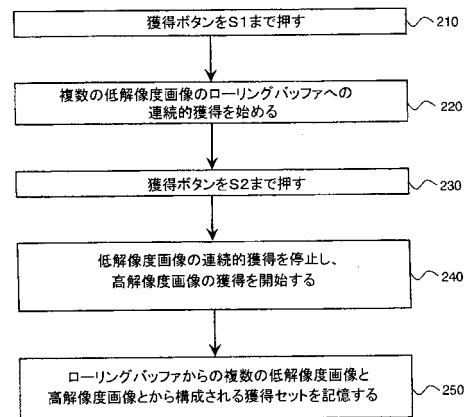 獲得ボタンをS1まで押す
210
複数の低解像度画像のローリングバッファへの
連続的獲得を始める
220
獲得ボタンをS2まで押す
230
低解像度画像の連続的獲得を停止し、
高解像度画像の獲得を開始する
240
ローリングバッファからの複数の低解像度画像と
高解像度画像とから構成される獲得セットを記憶する
250